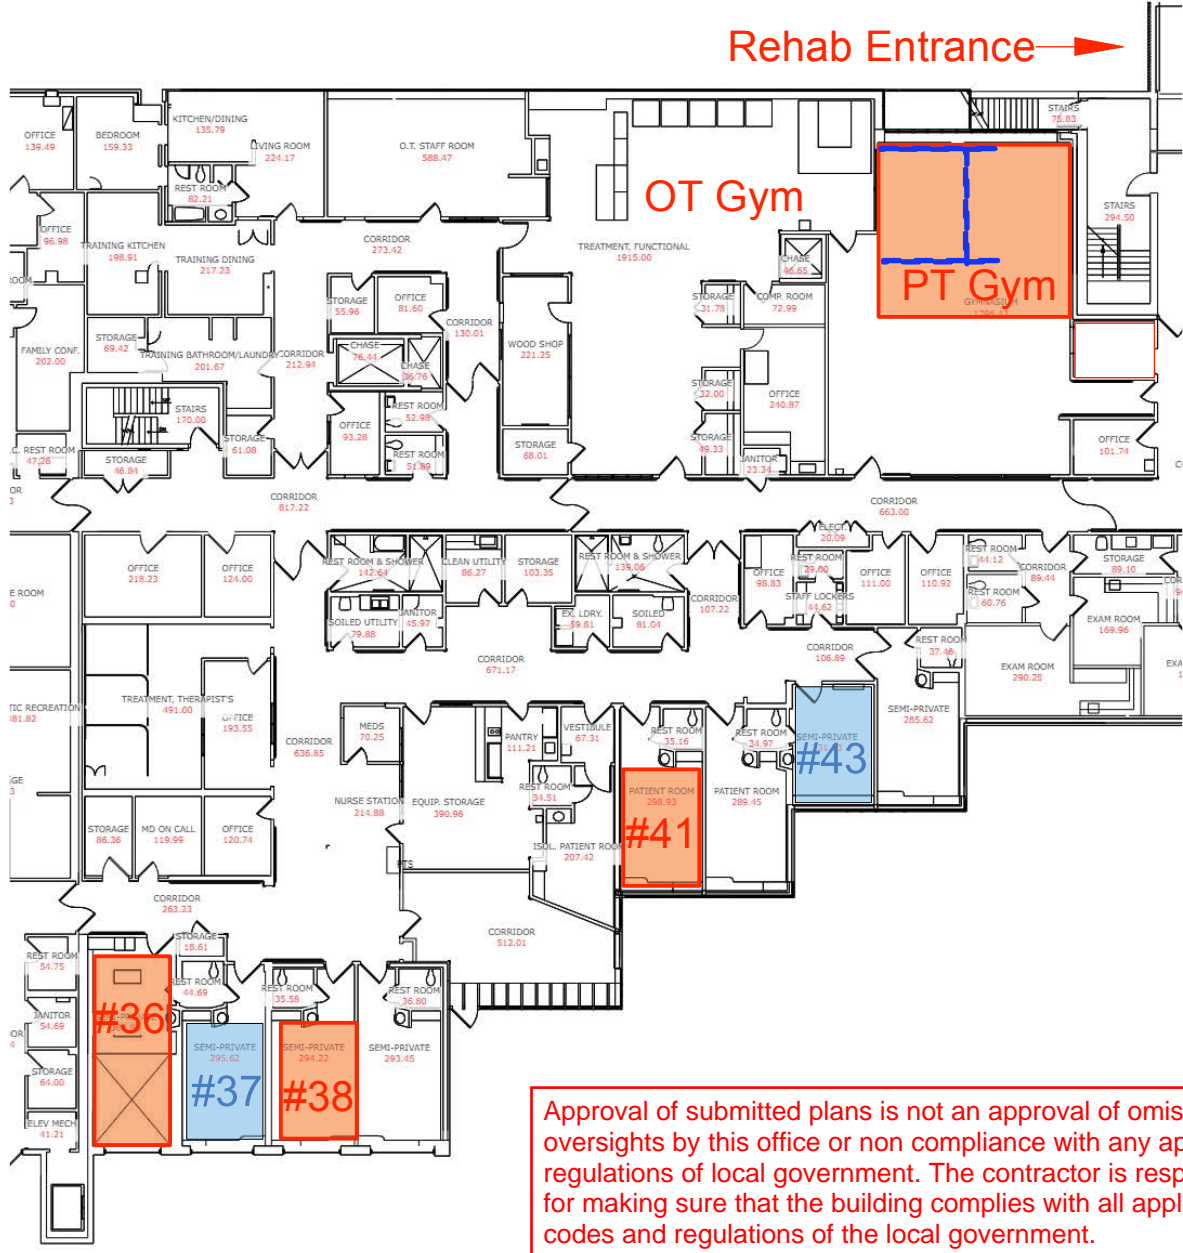 Rehab Entrance
STAIRS
75.83
OFFICE
139.49
BEDROOM
159.33
KITCHEN/DINING
135.79
LIVING ROOM
224.17
O.T. STAFF ROOM
588.47
REST ROOM
82.21
OT Gym
STAIRS
294.50
OFFICE
96.98
TRAINING KITCHEN
198.91
TRAINING DINING
217.23
CORRIDOR
273.42
TREATMENT, FUNCTIONAL
1915.00
CHASE
46.65
PT Gym
GYMNASIUM
STORAGE
55.96
OFFICE
81.60
CORRIDOR
130.01
STORAGE
31.78
COMP. ROOM
72.99
FAMILY CONF.
202.00
STORAGE
69.42
TRAINING BATHROOM/LAUNDRY
201.67
CORRIDOR
212.94
CHASE
76.44
CHASE
36.76
WOOD SHOP
221.25
STORAGE
32.00
OFFICE
240.87
STAIRS
170.00
STORAGE
61.08
OFFICE
93.28
REST ROOM
52.98
REST ROOM
51.89
STORAGE
68.01
STORAGE
49.33
JANITOR
23.34
OFFICE
101.74
C. REST ROOM
47.26
STORAGE
46.84
CORRIDOR
817.22
CORRIDOR
663.00
OFFICE
218.23
OFFICE
124.00
REST ROOM & SHOWER
142.64
CLEAN UTILITY
86.27
STORAGE
103.35
REST ROOM & SHOWER
139.06
ELECT.
20.09
OFFICE
98.83
REST ROOM
29.00
OFFICE
111.00
OFFICE
110.92
REST ROOM
44.12
CORRIDOR
89.44
STORAGE
89.10
SOILED UTILITY
79.88
JANITOR
45.97
EX. LDRY.
59.81
SOILED
81.04
CORRIDOR
107.22
STAFF LOCKERS
44.62
REST ROOM
60.76
EXAM ROOM
169.96
CORRIDOR
671.17
CORRIDOR
106.89
REST ROOM
37.46
EXAM ROOM
290.25
TREATMENT, THERAPIST'S
491.00
OFFICE
193.55
TIC RECREATION
481.82
CORRIDOR
636.85
MEDS
70.25
PANTRY
111.21
VESTIBULE
67.31
REST ROOM
35.16
REST ROOM
34.97
SEMI-PRIVATE
#43
SEMI-PRIVATE
285.62
NURSE STATION
214.88
EQUIP. STORAGE
390.96
REST ROOM
34.51
PATIENT ROOM
298.93
#41
PATIENT ROOM
289.45
STORAGE
86.36
MD ON CALL
119.99
OFFICE
120.74
ISOL. PATIENT ROOM
207.42
PTS
CORRIDOR
263.23
CORRIDOR
512.01
STORAGE
18.61
REST ROOM
54.75
REST ROOM
44.69
REST ROOM
35.58
REST ROOM
36.80
JANITOR
54.69
#36
SEMI-PRIVATE
295.62
#37
SEMI-PRIVATE
294.22
#38
SEMI-PRIVATE
293.45
STORAGE
64.00
ELEV MECH
41.21
Approval of submitted plans is not an approval of omis
oversights by this office or non compliance with any ap
regulations of local government. The contractor is resp
for making sure that the building complies with all appl
codes and regulations of the local government.